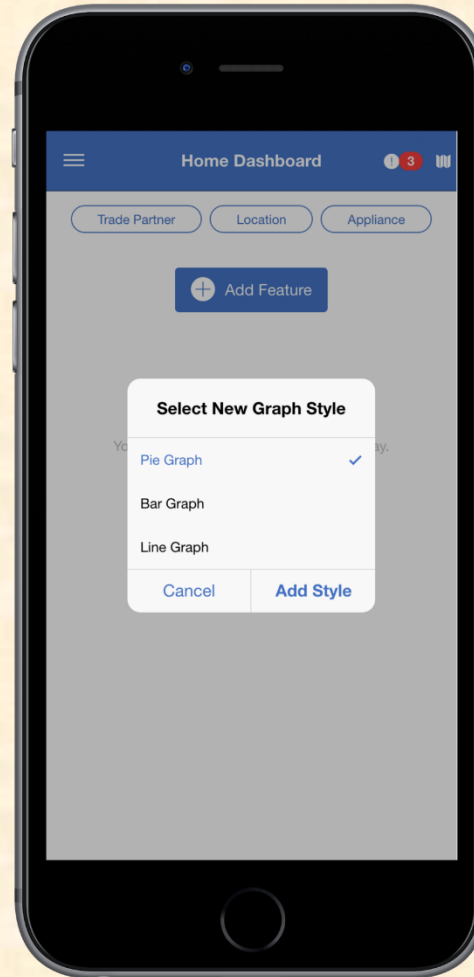 Home Dashboard
! 3
Trade Partner Location Appliance
Add Feature
Select New Graph Style
Pie Graph
Bar Graph
Line Graph
Cancel Add Style